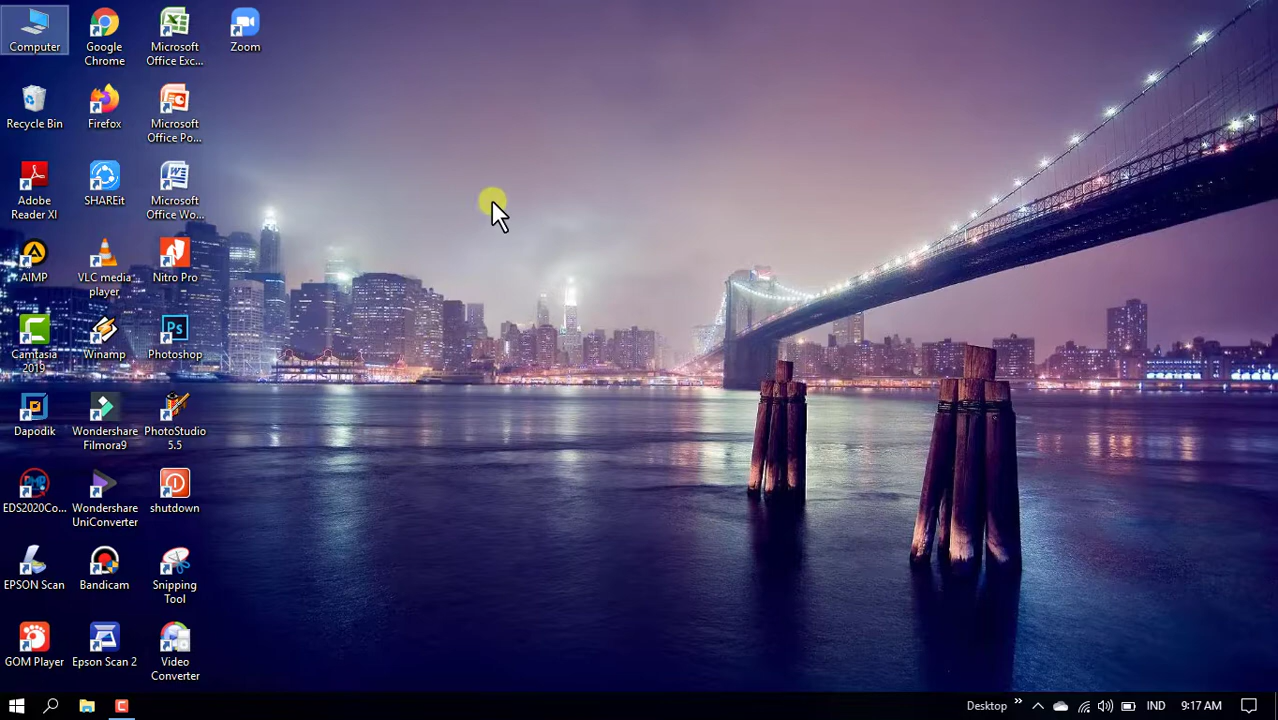 Computer
Google
Chrome
Microsoft
Office Exc...
Zoom
Recycle Bin
Firefox
Microsoft
Office Po...
Adobe
Reader XI
SHAREit
Microsoft
Office Wo...
AIMP
VLC media
player
Nitro Pro
Camtasia
2019
Winamp
Ps
Photoshop
Dapodik
Wondershare
Filmora9
PhotoStudio
5.5
PMP
EDS2020Co...
Wondershare
UniConverter
shutdown
EPSON Scan
Bandicam
Snipping
Tool
GOM Player
Epson Scan 2
Video
Converter
Desktop
IND
9:17 AM